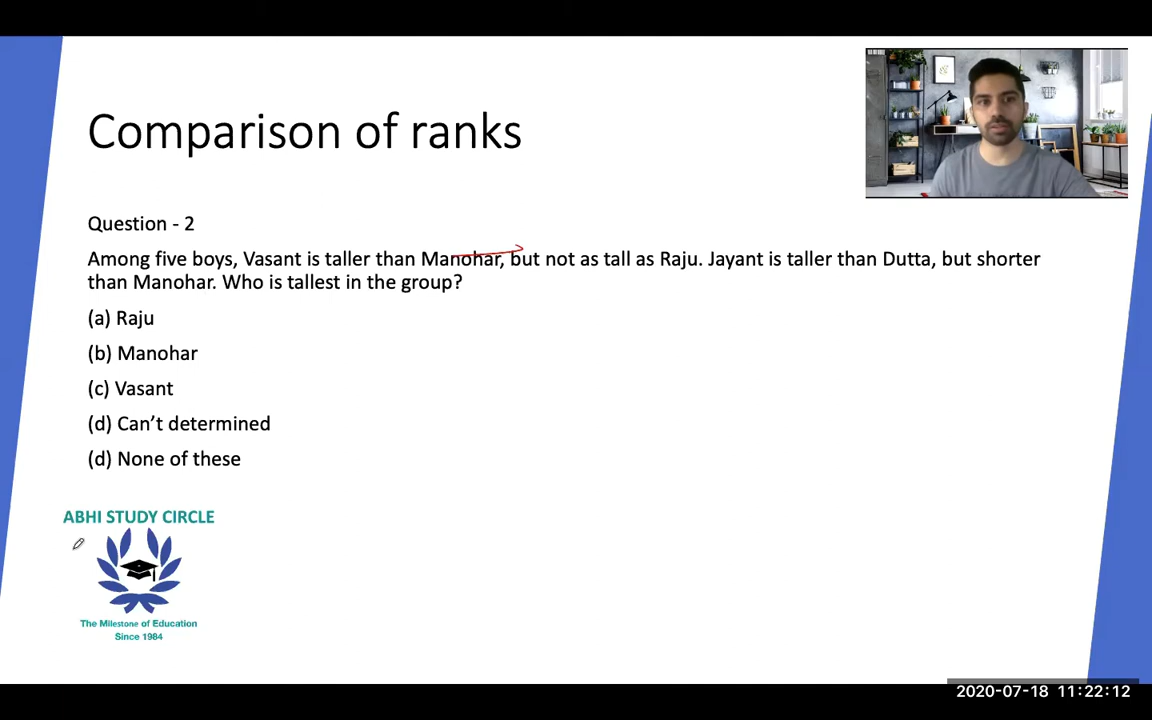 Comparison of ranks
Question - 2
Among five boys, Vasant is taller than Manohar, but not as tall as Raju. Jayant is taller than Dutta, but shorter
than Manohar. Who is tallest in the group?
(a) Raju
(b) Manohar
(c) Vasant
(d) Can’t determined
(d) None of these
ABHI STUDY CIRCLE
The Milestone of Education
Since 1984
2020-07-18 11:22:12